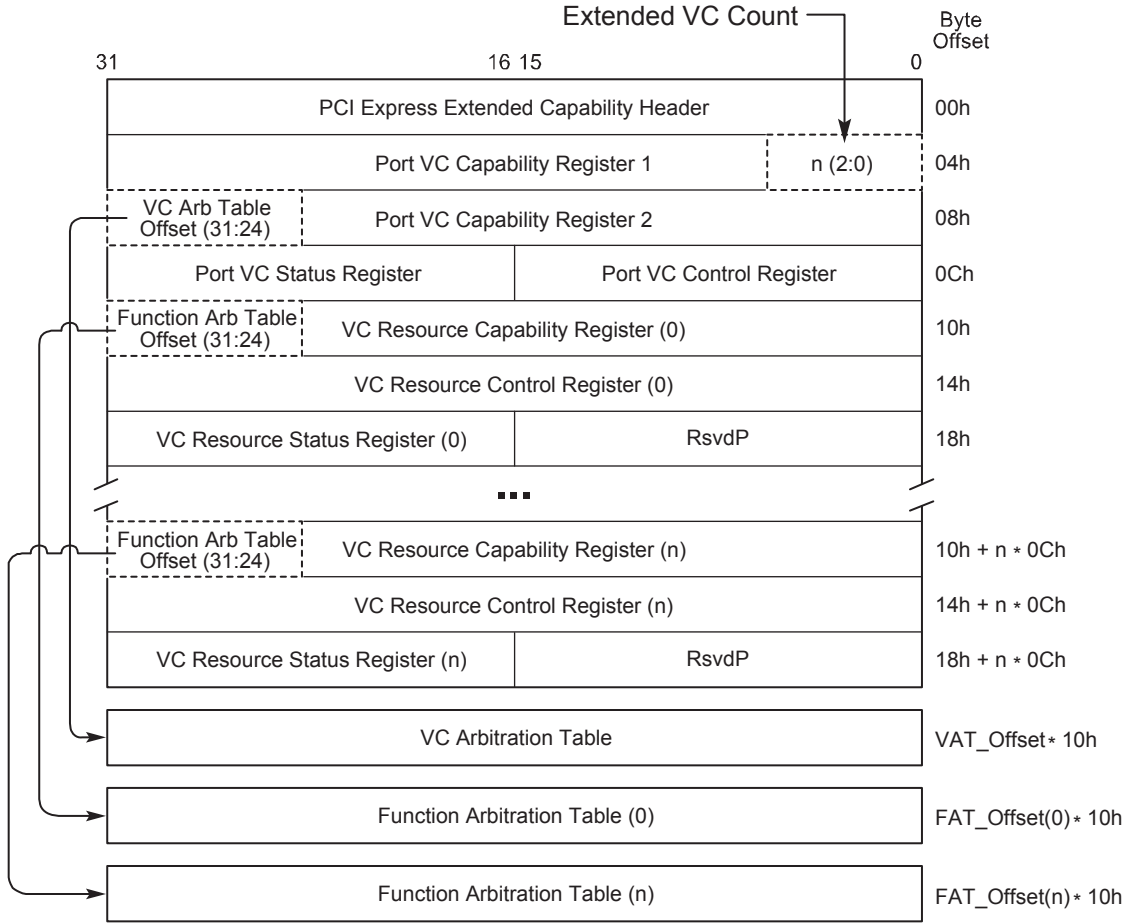 Extended VC Count
Byte
Offset
31 16 15 0
PCI Express Extended Capability Header 00h
Port VC Capability Register 1 n (2:0) 04h
VC Arb Table
Offset (31:24) Port VC Capability Register 2 08h
Port VC Status Register Port VC Control Register 0Ch
Function Arb Table
Offset (31:24) VC Resource Capability Register (0) 10h
VC Resource Control Register (0) 14h
VC Resource Status Register (0) RsvdP 18h
...
Function Arb Table
Offset (31:24) VC Resource Capability Register (n) 10h + n * 0Ch
VC Resource Control Register (n) 14h + n * 0Ch
VC Resource Status Register (n) RsvdP 18h + n * 0Ch
VC Arbitration Table VAT_Offset * 10h
Function Arbitration Table (0) FAT_Offset(0) * 10h
Function Arbitration Table (n) FAT_Offset(n) * 10h